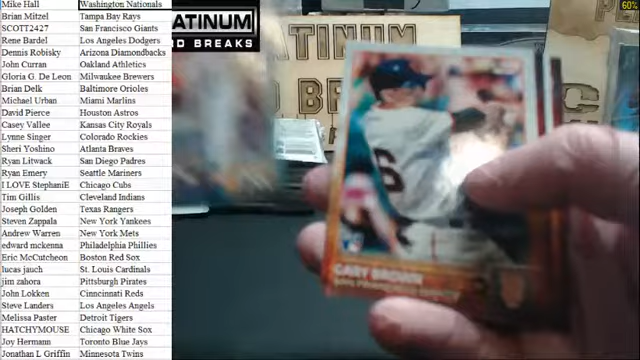 Mike Hall Washington Nationals
Brian Mitzel Tampa Bay Rays
SCOTT2427 San Francisco Giants
Rene Bardel Los Angeles Dodgers
Dennis Robisky Arizona Diamondbacks
John Curran Oakland Athletics
Gloria G. De Leon Milwaukee Brewers
Brian Delk Baltimore Orioles
Michael Urban Miami Marlins
David Pierce Houston Astros
Casey Vallee Kansas City Royals
Lynne Singer Colorado Rockies
Sheri Yoshino Atlanta Braves
Ryan Litwack San Diego Padres
Ryan Emery Seattle Mariners
I LOVE StephaniE Chicago Cubs
Tim Gillis Cleveland Indians
Joseph Golden Texas Rangers
Steven Zappala New York Yankees
Andrew Warren New York Mets
edward mckenna Philadelphia Phillies
Eric McCutcheon Boston Red Sox
lucas jauch St. Louis Cardinals
jim zahora Pittsburgh Pirates
John Lokken Cinncinati Reds
Steve Landers Los Angeles Angels
Melissa Paster Detroit Tigers
HATCHYMOUSE Chicago White Sox
Joy Hermann Toronto Blue Jays
Jonathan L Griffin Minnesota Twins
LATINUM
BREAKS
60%
6
GARY BROWN